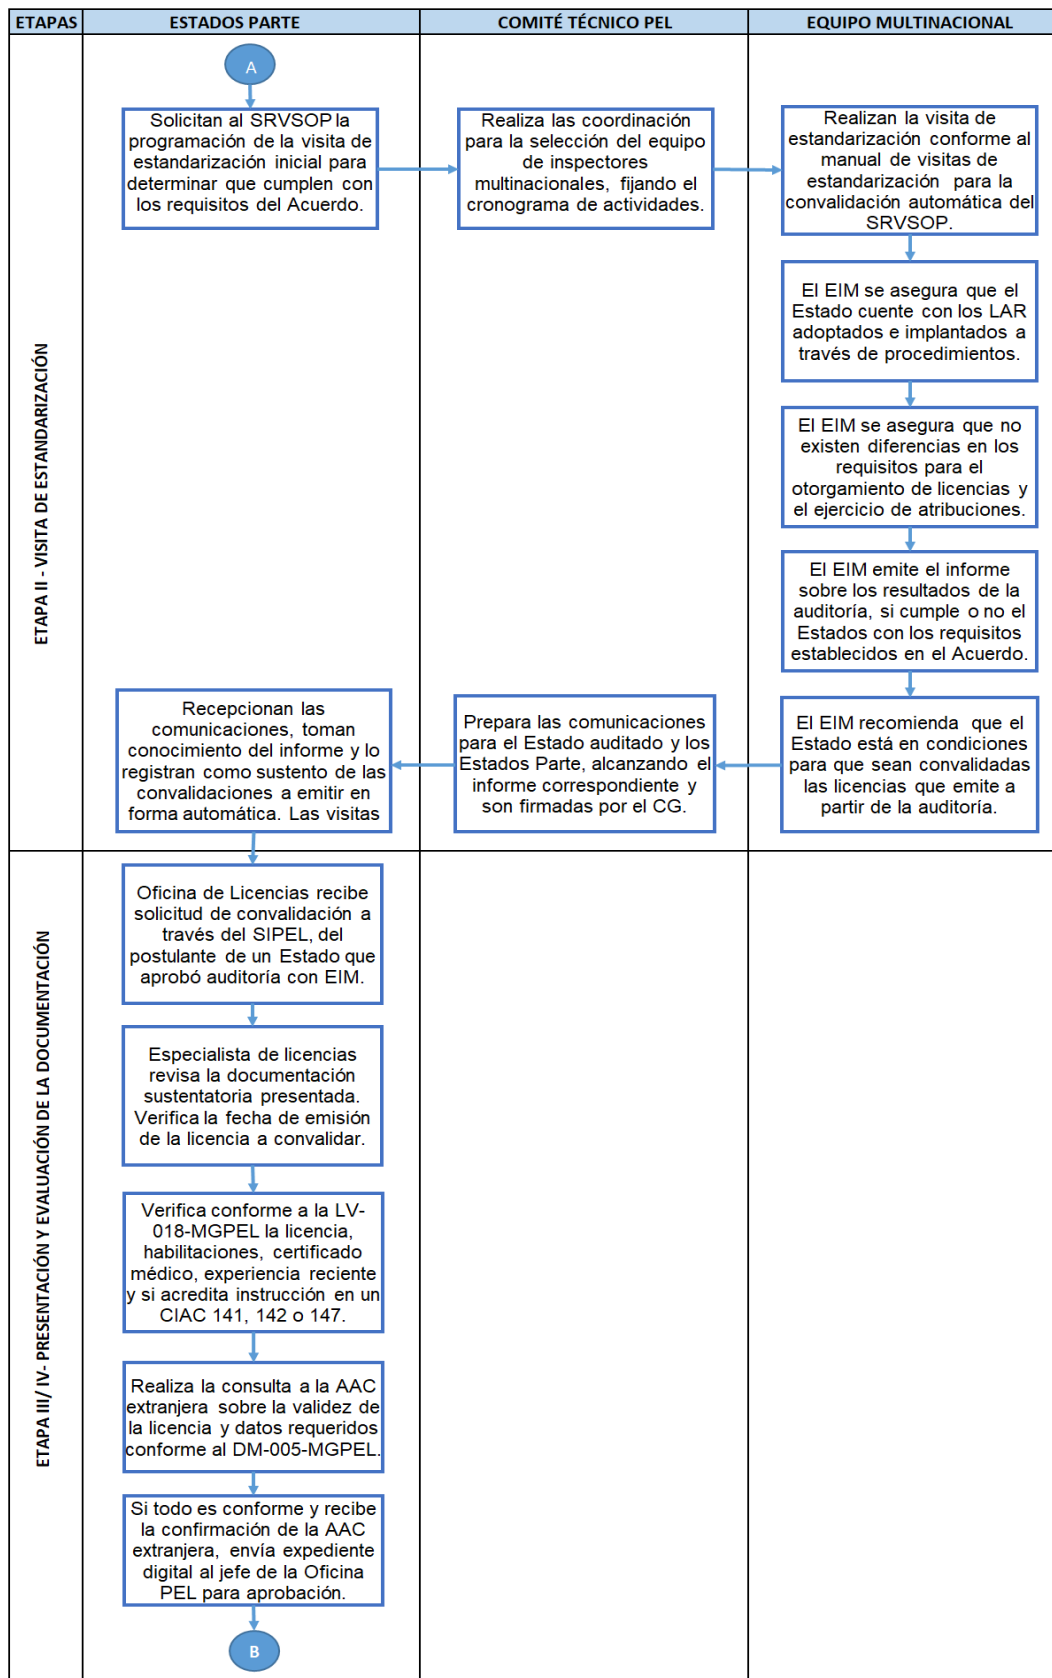 ETAPAS
ESTADOS PARTE
COMITÉ TÉCNICO PEL
EQUIPO MULTINACIONAL
ETAPA II - VISITA DE ESTANDARIZACIÓN
A
Solicitan al SRVSOP la
programación de la visita de
estandarización inicial para
determinar que cumplen con
los requisitos del Acuerdo.
Realiza las coordinación
para la selección del equipo
de inspectores
multinacionales, fijando el
cronograma de actividades.
Realizan la visita de
estandarización conforme al
manual de visitas de
estandarización para la
convalidación automática del
SRVSOP.
El EIM se asegura que el
Estado cuente con los LAR
adoptados e implantados a
través de procedimientos.
El EIM se asegura que no
existen diferencias en los
requisitos para el
otorgamiento de licencias y
el ejercicio de atribuciones.
El EIM emite el informe
sobre los resultados de la
auditoría, si cumple o no el
Estados con los requisitos
establecidos en el Acuerdo.
El EIM recomienda que el
Estado está en condiciones
para que sean convalidadas
las licencias que emite a
partir de la auditoría.
Prepara las comunicaciones
para el Estado auditado y los
Estados Parte, alcanzando el
informe correspondiente y
son firmadas por el CG.
Recepcionan las
comunicaciones, toman
conocimiento del informe y lo
registran como sustento de las
convalidaciones a emitir en
forma automática. Las visitas
ETAPA III/ IV- PRESENTACIÓN Y EVALUACIÓN DE LA DOCUMENTACIÓN
Oficina de Licencias recibe
solicitud de convalidación a
través del SIPEL, del
postulante de un Estado que
aprobó auditoría con EIM.
Especialista de licencias
revisa la documentación
sustentatoria presentada.
Verifica la fecha de emisión
de la licencia a convalidar.
Verifica conforme a la LV-
018-MGPEL la licencia,
habilitaciones, certificado
médico, experiencia reciente
y si acredita instrucción en un
CIAC 141, 142 o 147.
Realiza la consulta a la AAC
extranjera sobre la validez de
la licencia y datos requeridos
conforme al DM-005-MGPEL.
Si todo es conforme y recibe
la confirmación de la AAC
extranjera, envía expediente
digital al jefe de la Oficina
PEL para aprobación.
B